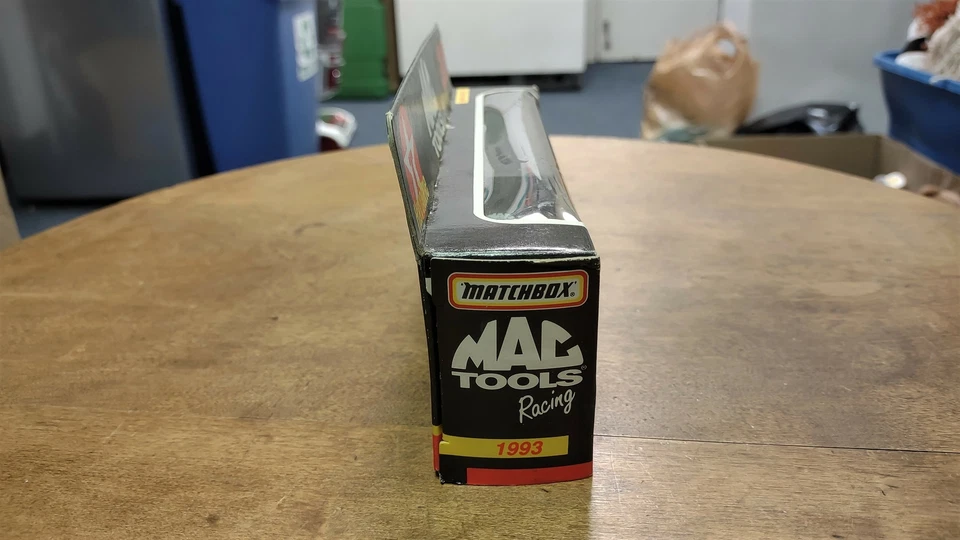 MATCHBOX®
MAC
TOOLS®
Racing
1993